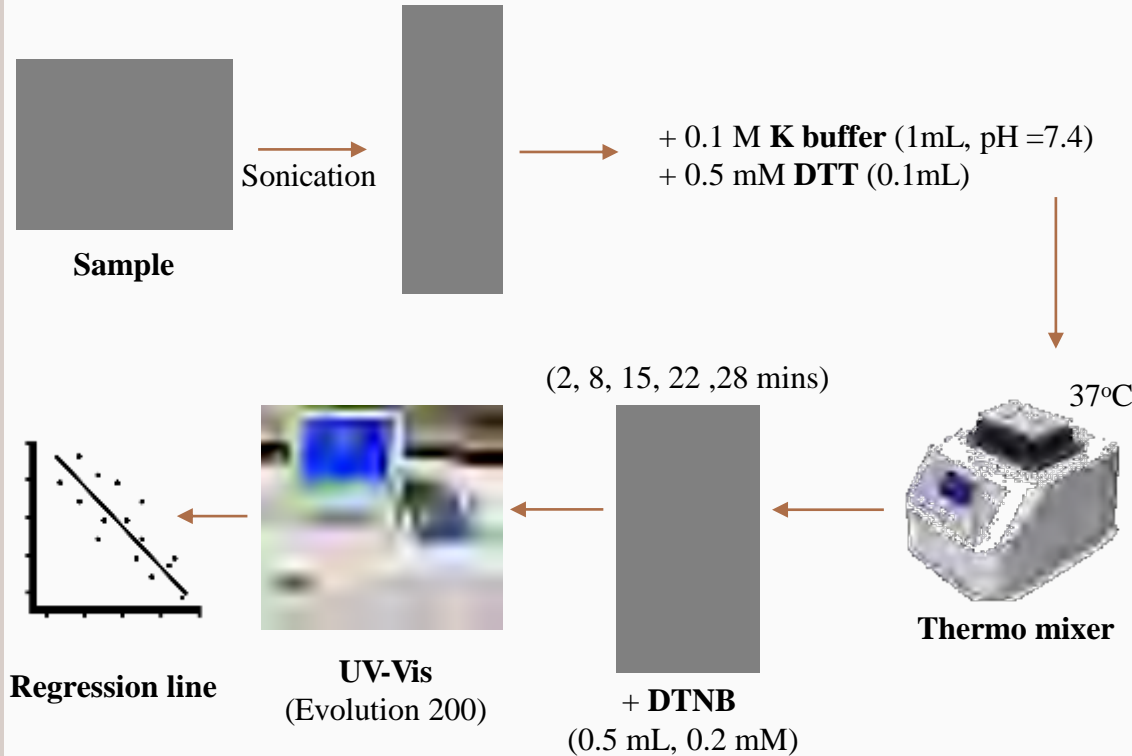 Sonication
+ 0.1 M K buffer (1mL, pH =7.4)
+ 0.5 mM DTT (0.1mL)
Sample
37°C
Thermo mixer
(2, 8, 15, 22 ,28 mins)
+ DTNB
(0.5 mL, 0.2 mM)
UV-Vis
(Evolution 200)
Regression line